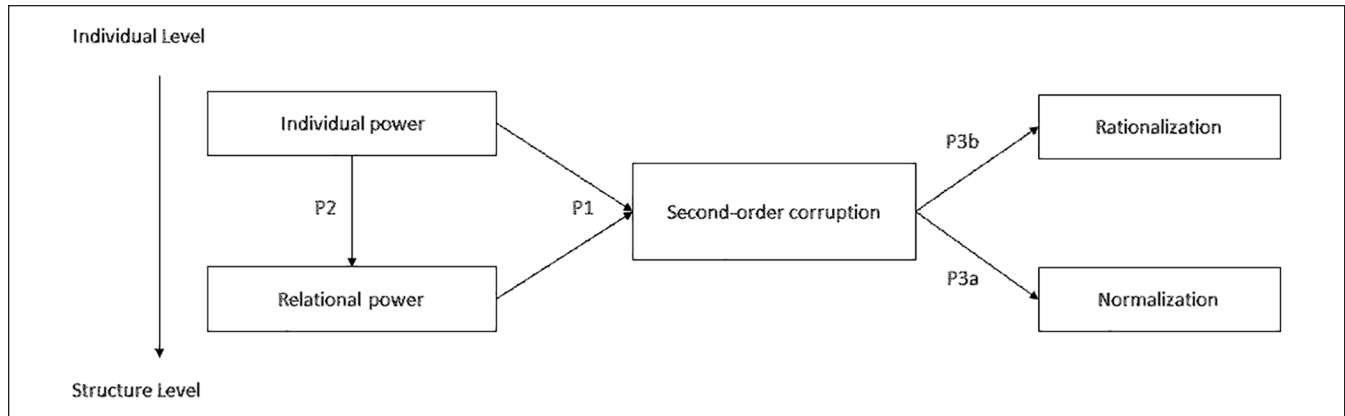 Individual Level
Individual power
Rationalization
P3b
P2
P1
Second-order corruption
P3a
Relational power
Normalization
Structure Level